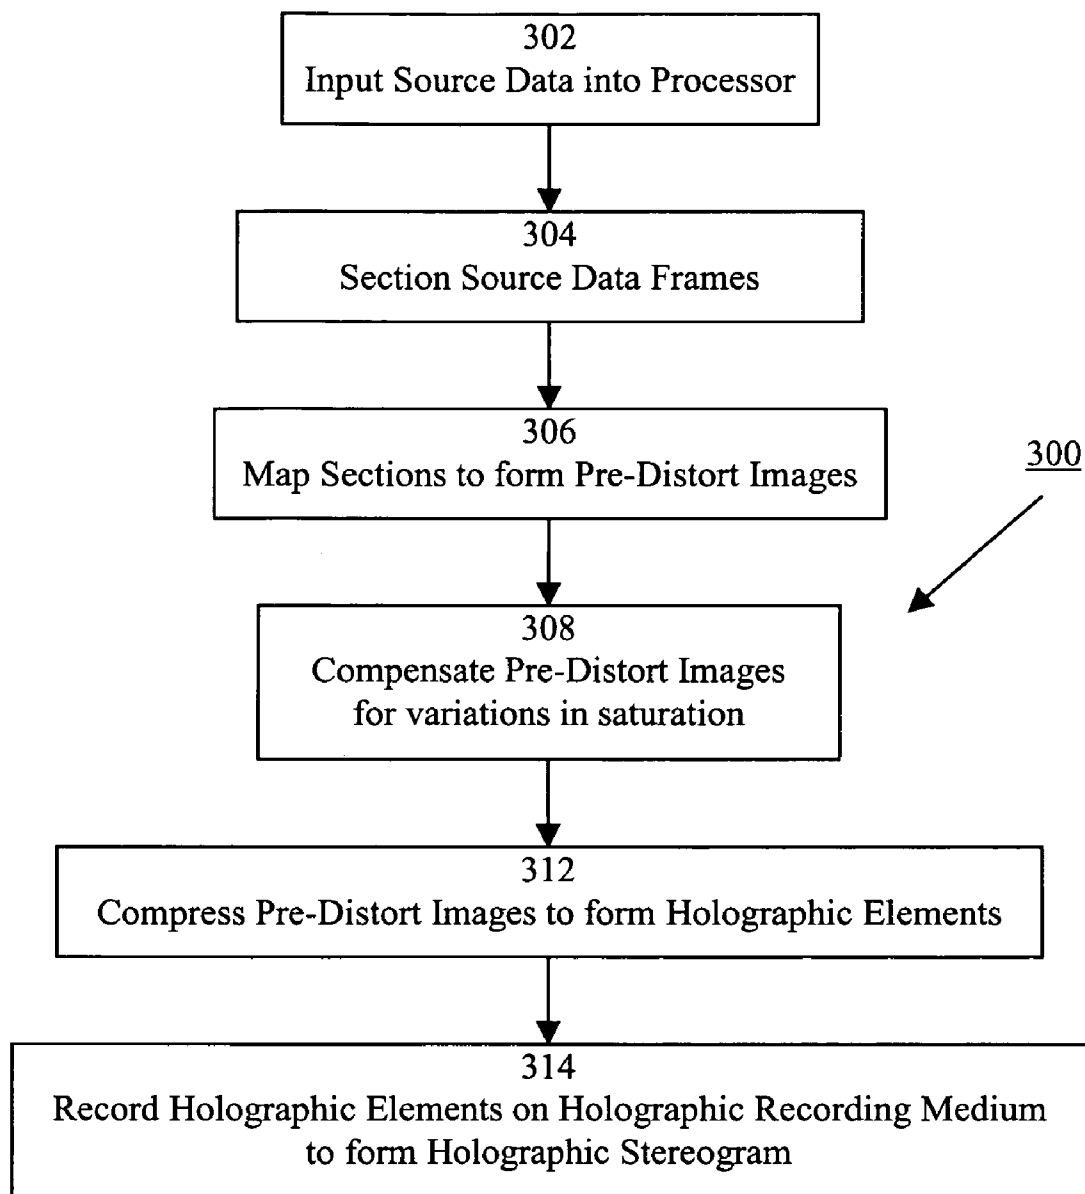 302
Input Source Data into Processor
304
Section Source Data Frames
306
Map Sections to form Pre-Distort Images
300
308
Compensate Pre-Distort Images
for variations in saturation
312
Compress Pre-Distort Images to form Holographic Elements
314
Record Holographic Elements on Holographic Recording Medium
to form Holographic Stereogram